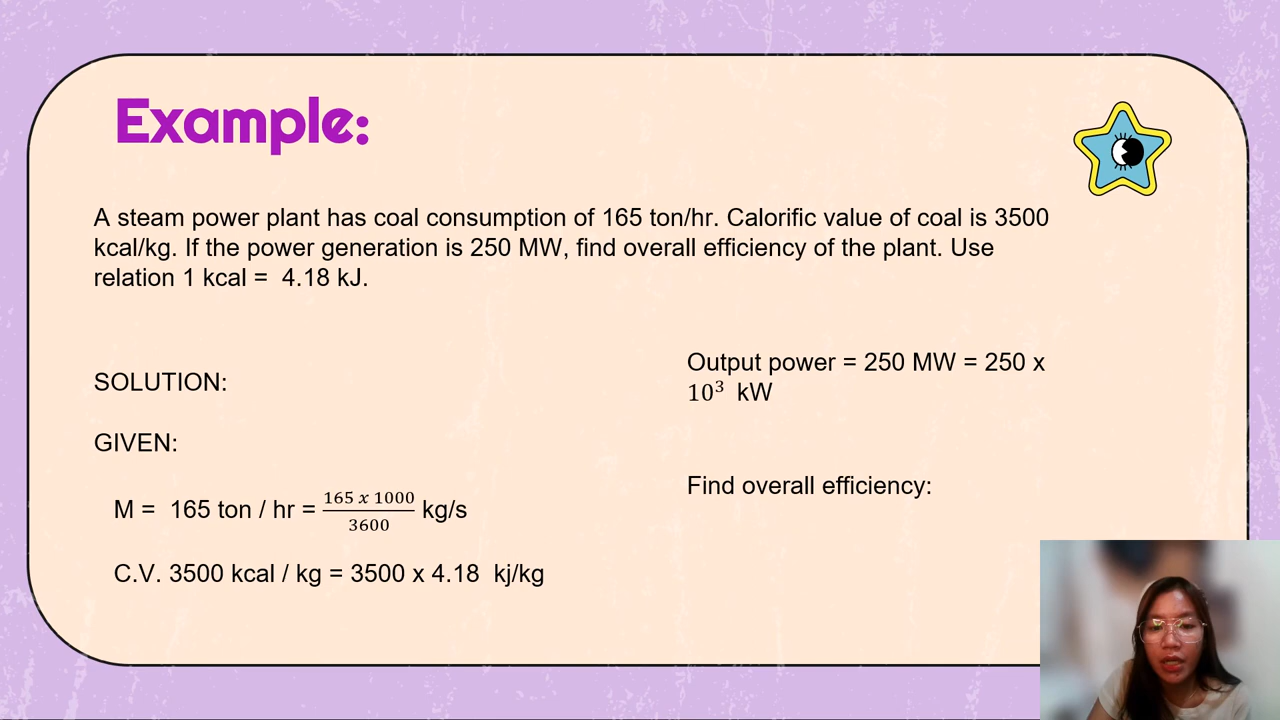 Example:
A steam power plant has coal consumption of 165 ton/hr. Calorific value of coal is 3500
kcal/kg. If the power generation is 250 MW, find overall efficiency of the plant. Use
relation 1 kcal =  4.18 kJ.
SOLUTION:
GIVEN:
M =  165 ton / hr = \frac{165 x 1000}{3600} kg/s
C.V. 3500 kcal / kg = 3500 x 4.18  kj/kg
Output power = 250 MW = 250 x
10³  kW
Find overall efficiency: